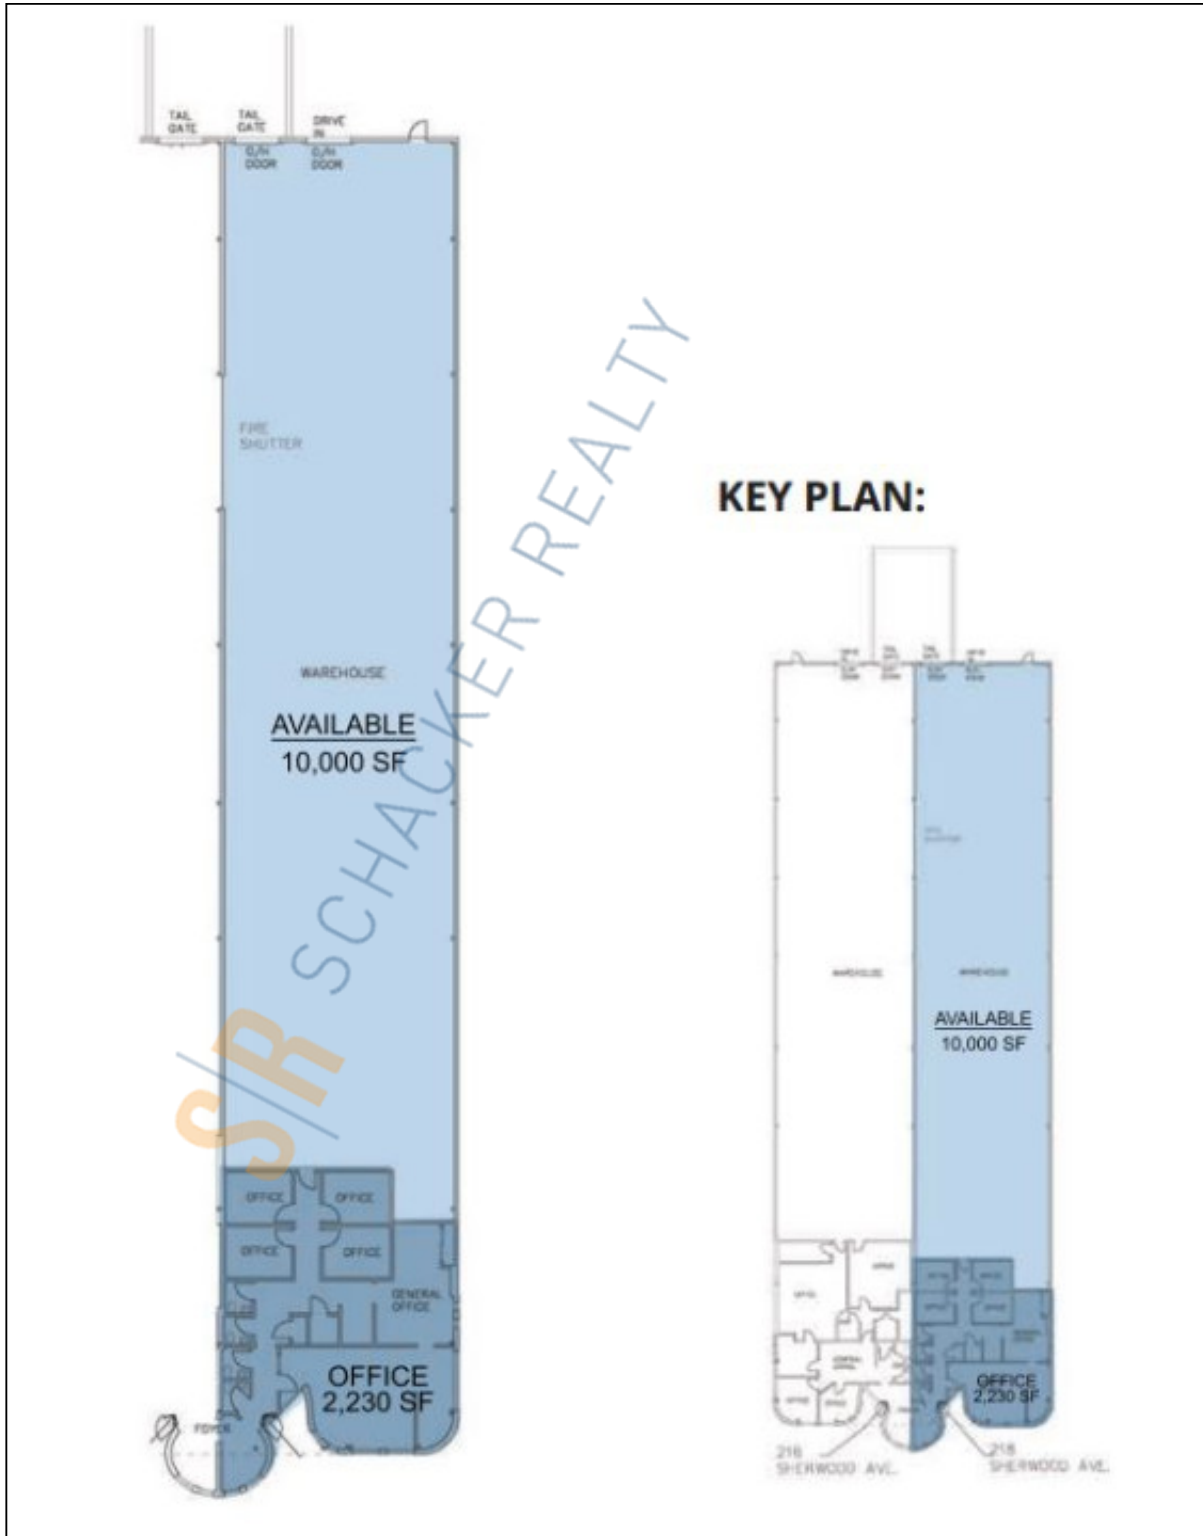 TAIL
GATE
TAIL
GATE
DRIVE
IN
O/H
DOOR
O/H
DOOR
FIRE
SHUTTER
WAREHOUSE
AVAILABLE
10,000 SF
OFFICE
OFFICE
OFFICE
OFFICE
GENERAL
OFFICE
OFFICE
2,230 SF
FOYER
S/R SCHACKER REALTY
KEY PLAN:
WAREHOUSE
WAREHOUSE
AVAILABLE
10,000 SF
OFFICE
OFFICE
2,230 SF
216
SHERWOOD AVE.
218
SHERWOOD AVE.